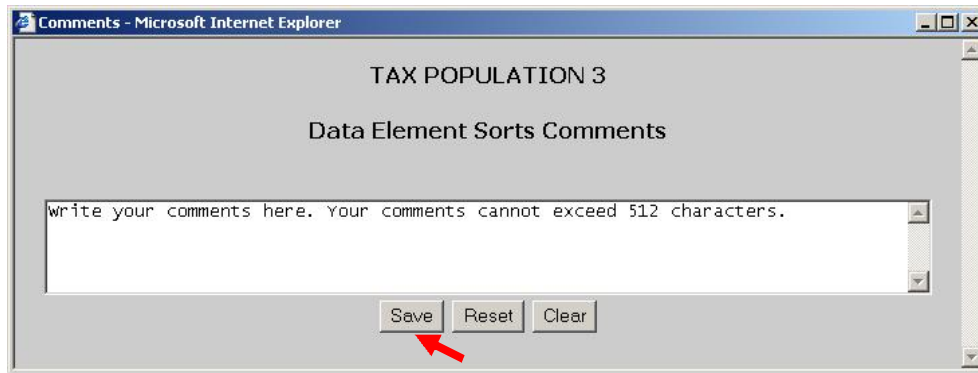 Comments - Microsoft Internet Explorer
TAX POPULATION 3
Data Element Sorts Comments
Write your comments here. Your comments cannot exceed 512 characters.
Save Reset Clear